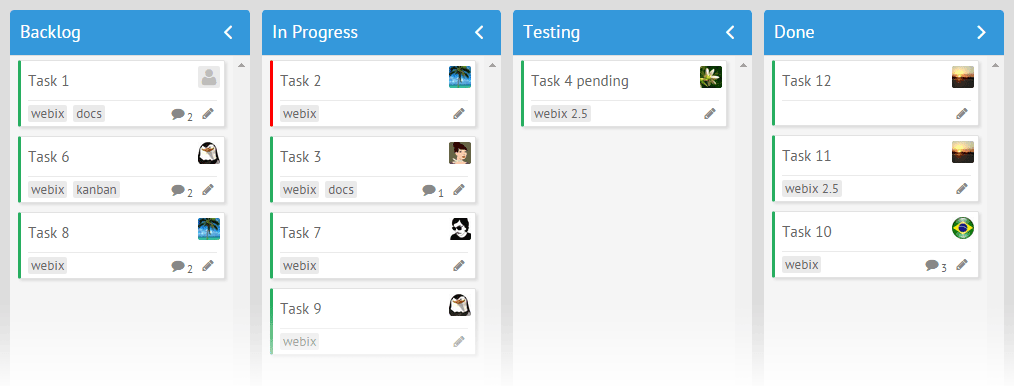 Backlog
Task 1
webix docs 2
Task 6
webix kanban 2
Task 8
webix 2
In Progress
Task 2
webix
Task 3
webix docs 1
Task 7
webix
Task 9
webix
Testing
Task 4 pending
webix 2.5
Done
Task 12
Task 11
webix 2.5
Task 10
webix 3